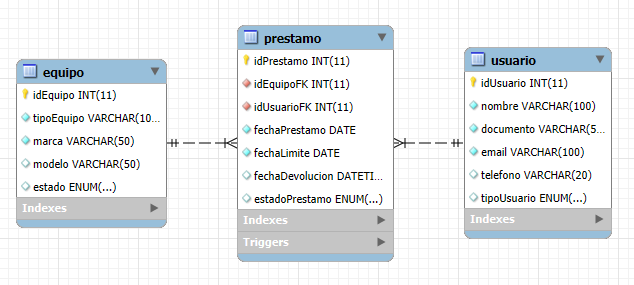 equipo
idEquipo INT(11)
tipoEquipo VARCHAR(10...
marca VARCHAR(50)
modelo VARCHAR(50)
estado ENUM(...)
Indexes
prestamo
idPrestamo INT(11)
idEquipoFK INT(11)
idUsuarioFK INT(11)
fechaPrestamo DATE
fechaLimite DATE
fechaDevolucion DATETI...
estadoPrestamo ENUM(...)
Indexes
Triggers
usuario
idUsuario INT(11)
nombre VARCHAR(100)
documento VARCHAR(5...
email VARCHAR(100)
telefono VARCHAR(20)
tipoUsuario ENUM(...)
Indexes